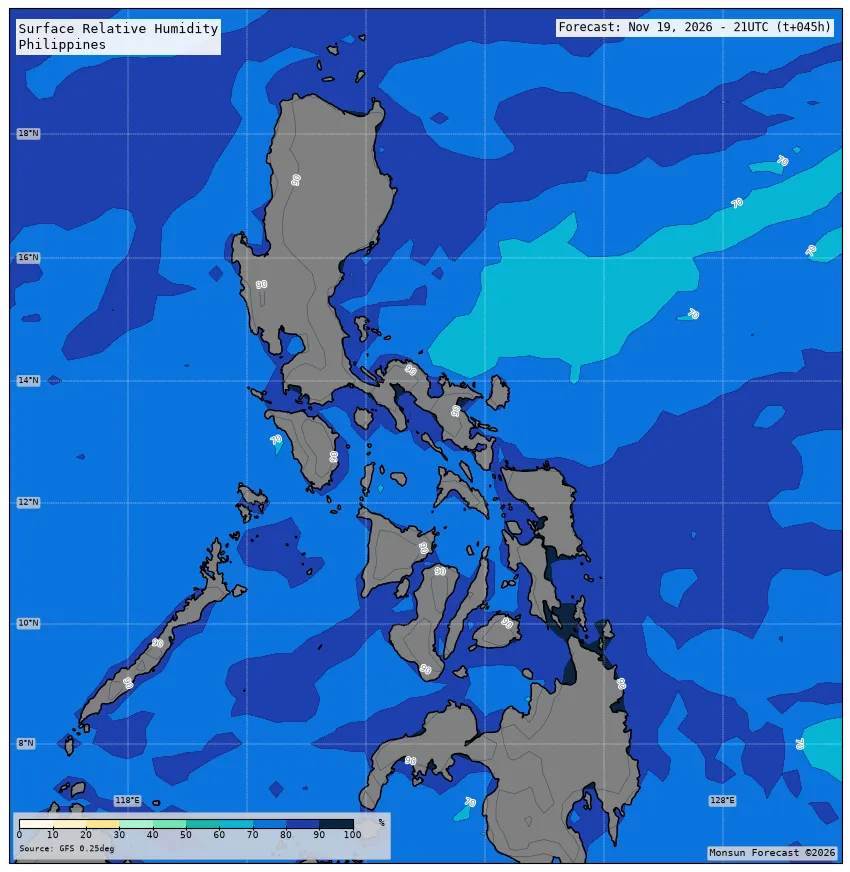 Surface Relative Humidity
Philippines
Forecast: Nov 19, 2026 - 21UTC (t+045h)
70
18°N
90
70
70
16°N
90
70
14°N
90
90
70
90
12°N
90
90
10°N
90
90
90
90
90
8°N
70
90
118°E
70
128°E
0 10 20 30 40 50 60 70 80 90 100 %
Source: GFS 0.25deg
Monsun Forecast ©2026